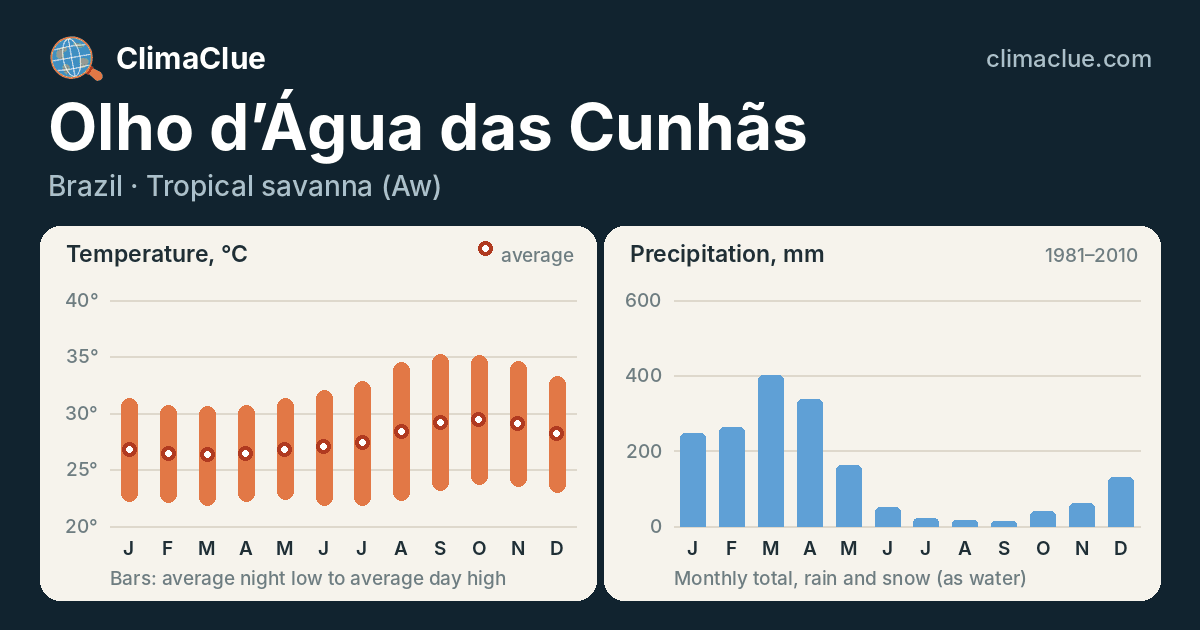 ClimaClue
climaclue.com
Olho d’Água das Cunhãs
Brazil · Tropical savanna (Aw)
Temperature, °C
average
40°
35°
30°
25°
20°
J F M A M J J A S O N D
Bars: average night low to average day high
Precipitation, mm
1981–2010
600
400
200
0
J F M A M J J A S O N D
Monthly total, rain and snow (as water)